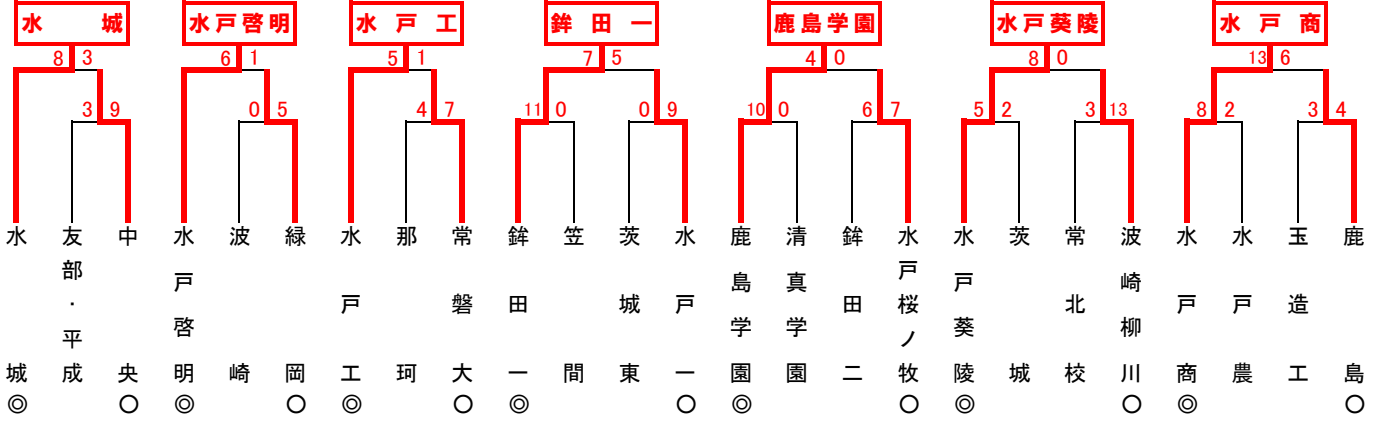 水城 水戸啓明 水戸工 鉾田一 鹿島学園 水戸葵陵 水戸商
8 3 6 1 5 1 7 5 4 0 8 0 13 6
3 9 0 5 4 7 11 0 0 9 10 0 6 7 5 2 3 13 8 2 3 4
水城
友部・平成
中央
水戸啓明
波崎
緑岡
水戸工
那珂
常磐大
鉾田一
笠間
茨城東
水戸一
鹿島学園
清真学園
鉾田二
水戸桜ノ牧
水戸葵陵
茨城
常北校
波崎柳川
水戸商
水戸農
玉造工
鹿島
◎ ○ ◎ ○ ◎ ○ ◎ ○ ◎ ○ ◎ ○ ◎ ○